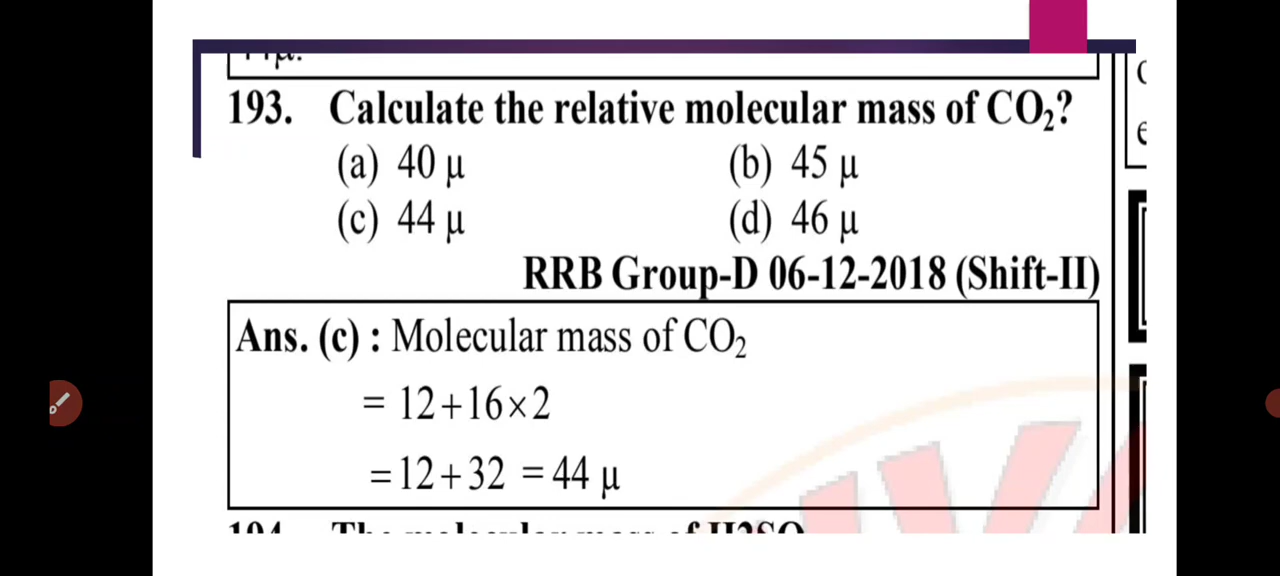 193. Calculate the relative molecular mass of CO₂?
(a) 40 μ (b) 45 μ
(c) 44 μ (d) 46 μ
RRB Group-D 06-12-2018 (Shift-II)
Ans. (c) : Molecular mass of CO₂
= 12+16×2
=12+32 = 44 μ